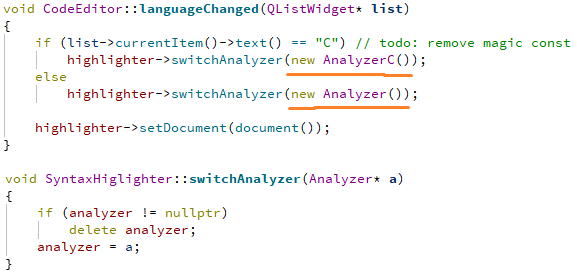 void CodeEditor::languageChanged(QListWidget* list)
{
    if (list->currentItem()->text() == "C") // todo: remove magic const
        highlighter->switchAnalyzer(new AnalyzerC());
    else
        highlighter->switchAnalyzer(new Analyzer());

    highlighter->setDocument(document());
}

void SyntaxHiglighter::switchAnalyzer(Analyzer* a)
{
    if (analyzer != nullptr)
        delete analyzer;
    analyzer = a;
}